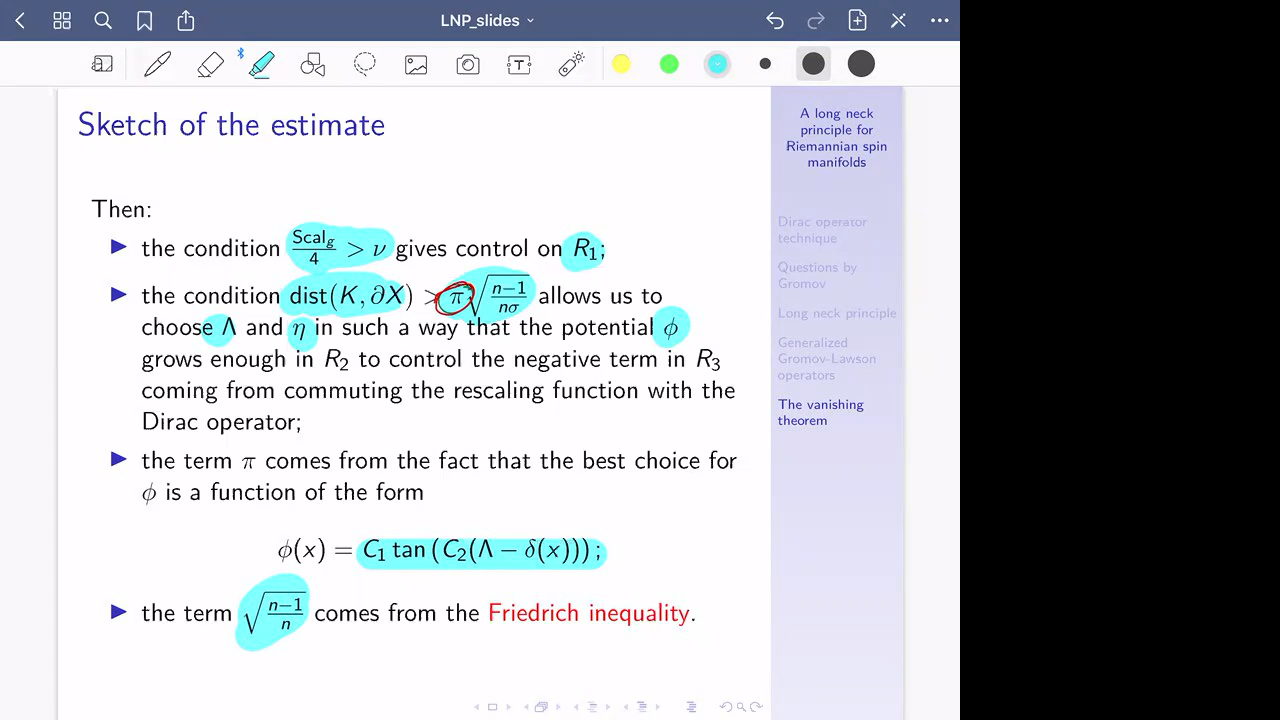 LNP_slides
Sketch of the estimate
Then:
the condition Scal_g/4 > ν gives control on R₁;
the condition dist(K, ∂X) > π√((n−1)/(nσ)) allows us to
choose Λ and η in such a way that the potential ϕ
grows enough in R₂ to control the negative term in R₃
coming from commuting the rescaling function with the
Dirac operator;
the term π comes from the fact that the best choice for
ϕ is a function of the form
ϕ(x) = C₁ tan (C₂(Λ − δ(x))) ;
the term √((n−1)/n) comes from the Friedrich inequality.
A long neck
principle for
Riemannian spin
manifolds
Dirac operator
technique
Questions by
Gromov
Long neck principle
Generalized
Gromov-Lawson
operators
The vanishing
theorem